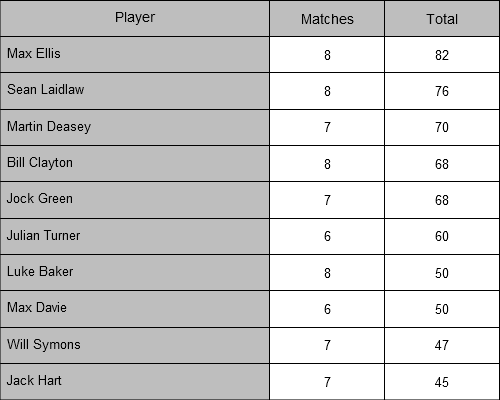 Player Matches Total
Max Ellis 8 82
Sean Laidlaw 8 76
Martin Deasey 7 70
Bill Clayton 8 68
Jock Green 7 68
Julian Turner 6 60
Luke Baker 8 50
Max Davie 6 50
Will Symons 7 47
Jack Hart 7 45